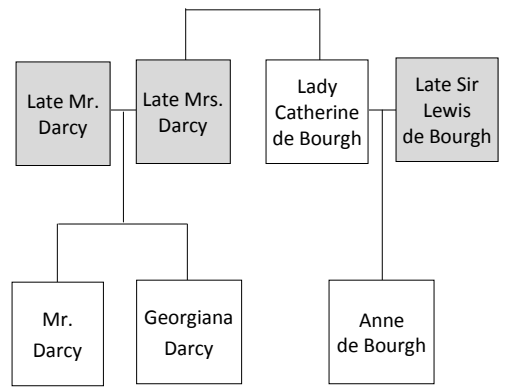 Late Mr.
Darcy
Late Mrs.
Darcy
Lady
Catherine
de Bourgh
Late Sir
Lewis
de Bourgh
Mr.
Darcy
Georgiana
Darcy
Anne
de Bourgh